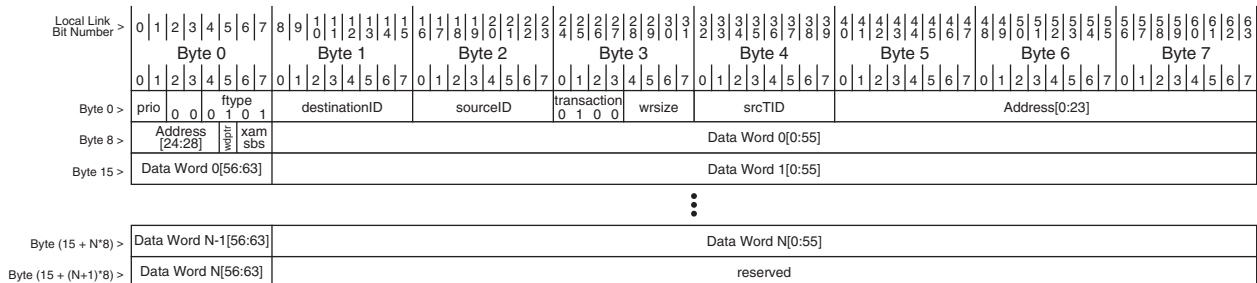 Local Link Bit Number > 0 1 2 3 4 5 6 7 8 9 10 11 12 13 14 15 16 17 18 19 20 21 22 23 24 25 26 27 28 29 30 31 32 33 34 35 36 37 38 39 40 41 42 43 44 45 46 47 48 49 50 51 52 53 54 55 56 57 58 59 60 61 62 63
Byte 0 Byte 1 Byte 2 Byte 3 Byte 4 Byte 5 Byte 6 Byte 7
0 1 2 3 4 5 6 7 0 1 2 3 4 5 6 7 0 1 2 3 4 5 6 7 0 1 2 3 4 5 6 7 0 1 2 3 4 5 6 7 0 1 2 3 4 5 6 7 0 1 2 3 4 5 6 7 0 1 2 3 4 5 6 7
Byte 0 > prio 0 0 ftype 0 1 0 1 destinationID sourceID transaction 0 1 0 0 wrsize srcTID Address[0:23]
Byte 8 > Address [24:28] wdptr xam sbs Data Word 0[0:55]
Byte 15 > Data Word 0[56:63] Data Word 1[0:55]
Byte (15 + N*8) > Data Word N-1[56:63] Data Word N[0:55]
Byte (15 + (N+1)*8) > Data Word N[56:63] reserved